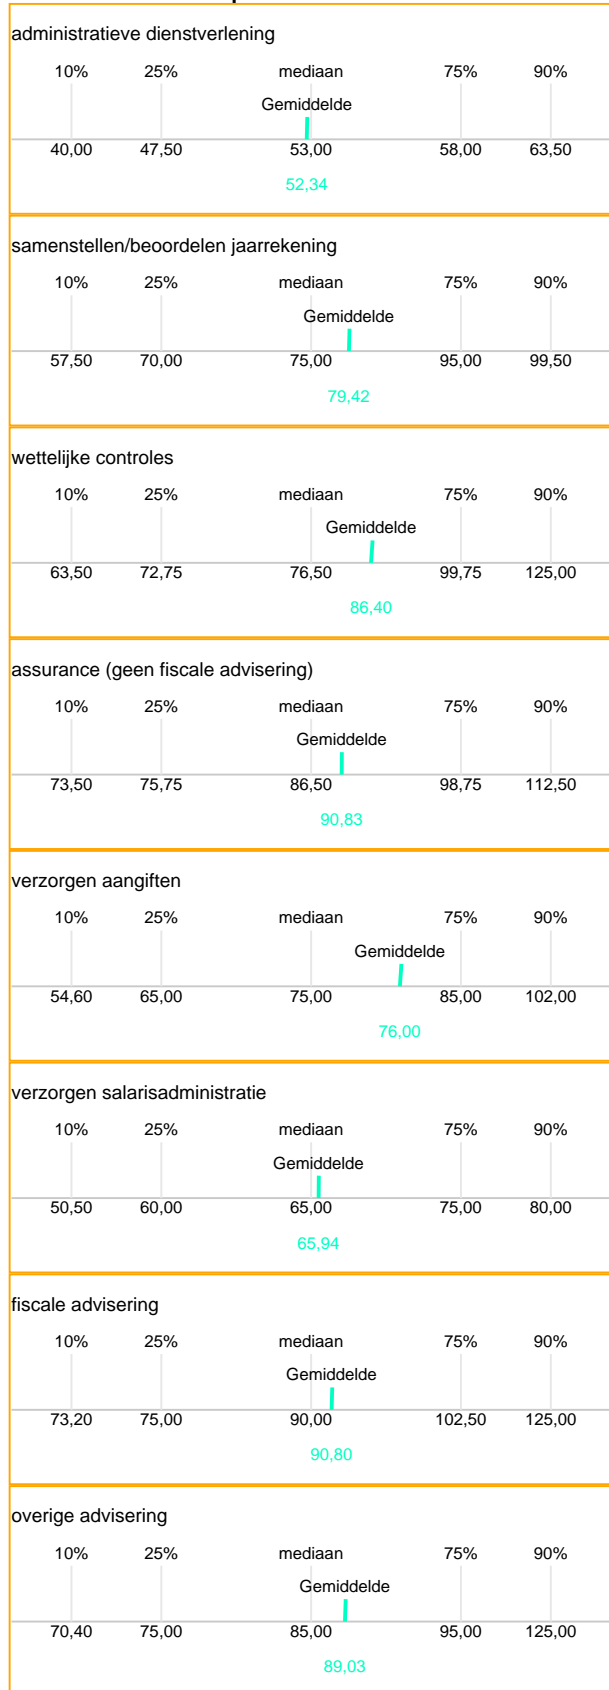 administratieve dienstverlening
10% 25% mediaan 75% 90%
Gemiddelde
40,00 47,50 53,00 58,00 63,50
52,34
samenstellen/beoordelen jaarrekening
10% 25% mediaan 75% 90%
Gemiddelde
57,50 70,00 75,00 95,00 99,50
79,42
wettelijke controles
10% 25% mediaan 75% 90%
Gemiddelde
63,50 72,75 76,50 99,75 125,00
86,40
assurance (geen fiscale advisering)
10% 25% mediaan 75% 90%
Gemiddelde
73,50 75,75 86,50 98,75 112,50
90,83
verzorgen aangiften
10% 25% mediaan 75% 90%
Gemiddelde
54,60 65,00 75,00 85,00 102,00
76,00
verzorgen salarisadministratie
10% 25% mediaan 75% 90%
Gemiddelde
50,50 60,00 65,00 75,00 80,00
65,94
fiscale advisering
10% 25% mediaan 75% 90%
Gemiddelde
73,20 75,00 90,00 102,50 125,00
90,80
overige advisering
10% 25% mediaan 75% 90%
Gemiddelde
70,40 75,00 85,00 95,00 125,00
89,03